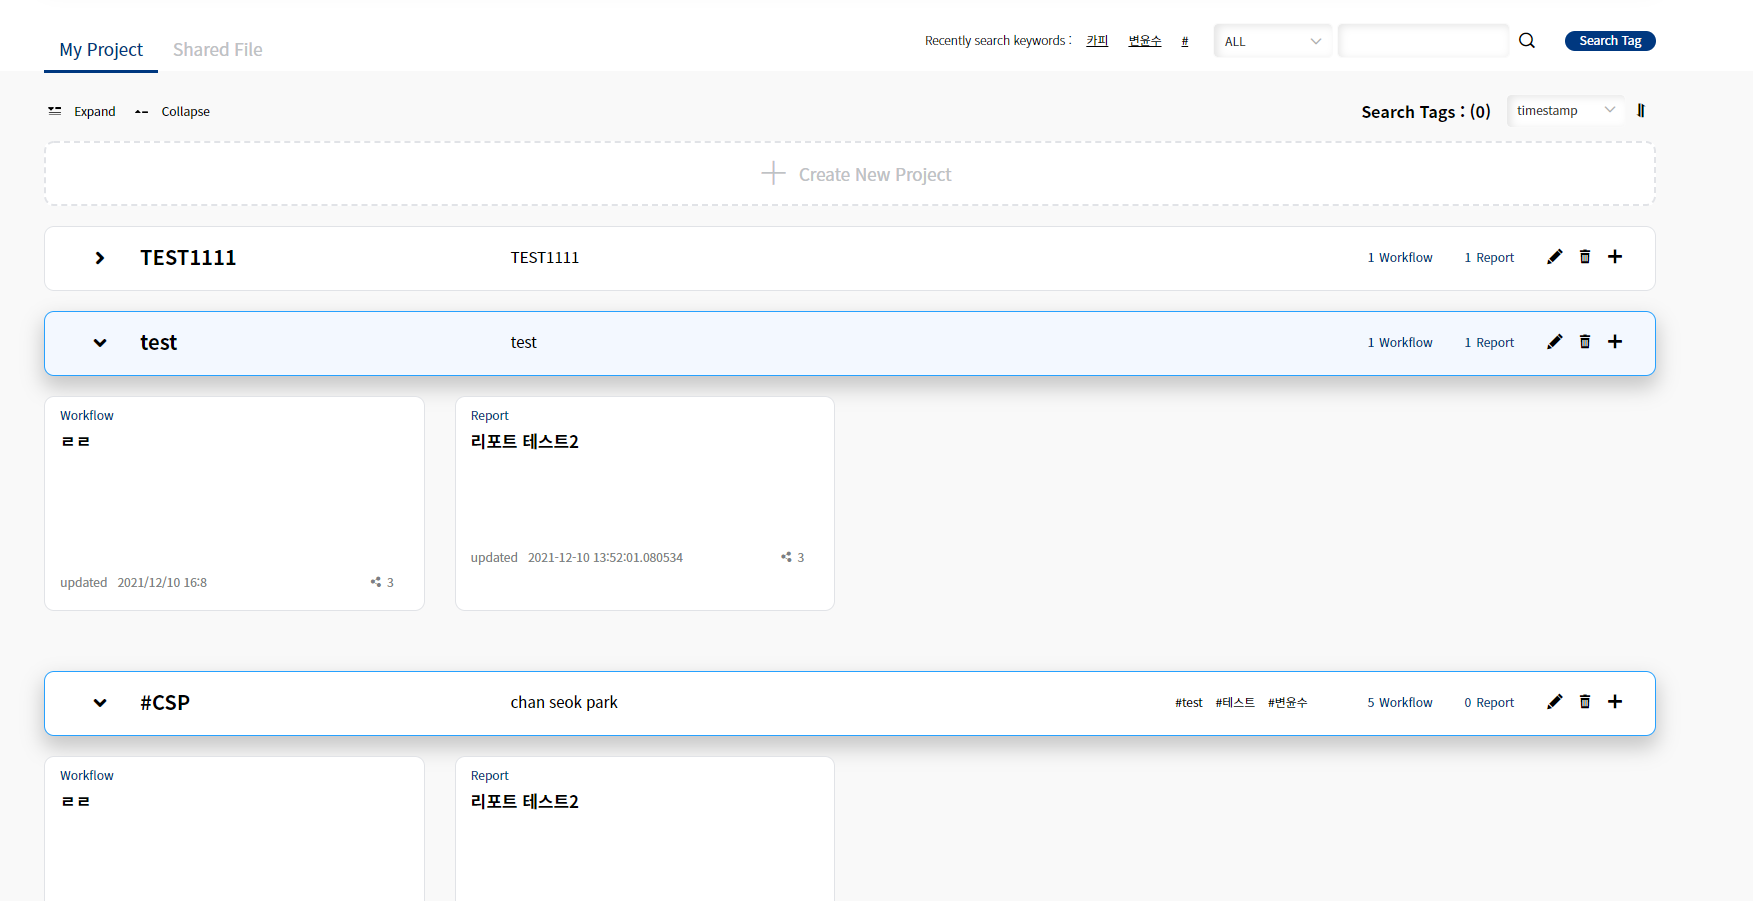 My Project Shared File Recently search keywords : 카피 변윤수 # ALL Search Tag
Expand Collapse Search Tags : (0) timestamp
Create New Project
TEST1111 TEST1111 1 Workflow 1 Report
test test 1 Workflow 1 Report
Workflow
ㄹㄹ
updated 2021/12/10 16:8 3
Report
리포트 테스트2
updated 2021-12-10 13:52:01.080534 3
#CSP chan seok park #test #테스트 #변윤수 5 Workflow 0 Report
Workflow
ㄹㄹ
Report
리포트 테스트2